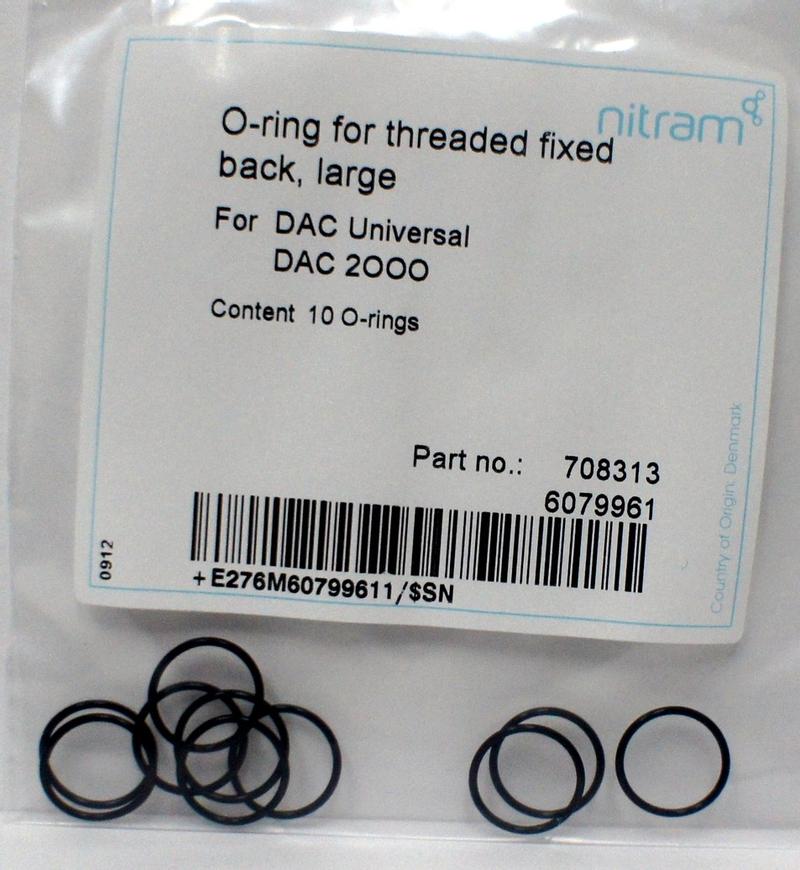 nitram
O-ring for threaded fixed
back, large
For DAC Universal
DAC 2000
Content 10 O-rings
Part no.: 708313
6079961
+E276M60799611/$SN
0912
Country of Origin: Denmark